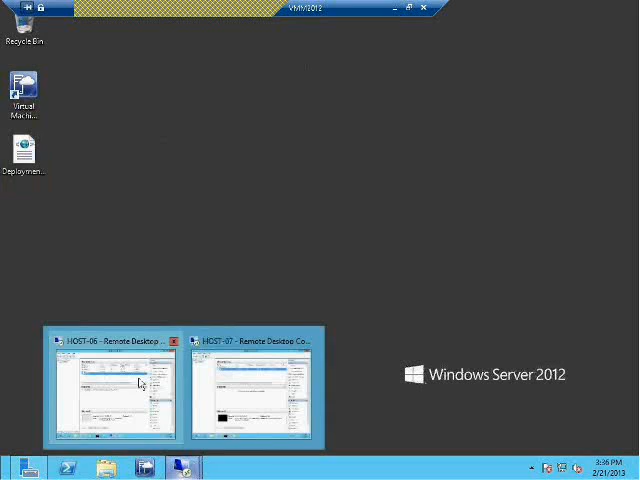 VMM2012
Recycle Bin
Virtual
Machi...
Deploymen...
HOST-06 - Remote Desktop ...
HOST-07 - Remote Desktop Co...
Windows Server 2012
3:36 PM
2/21/2013